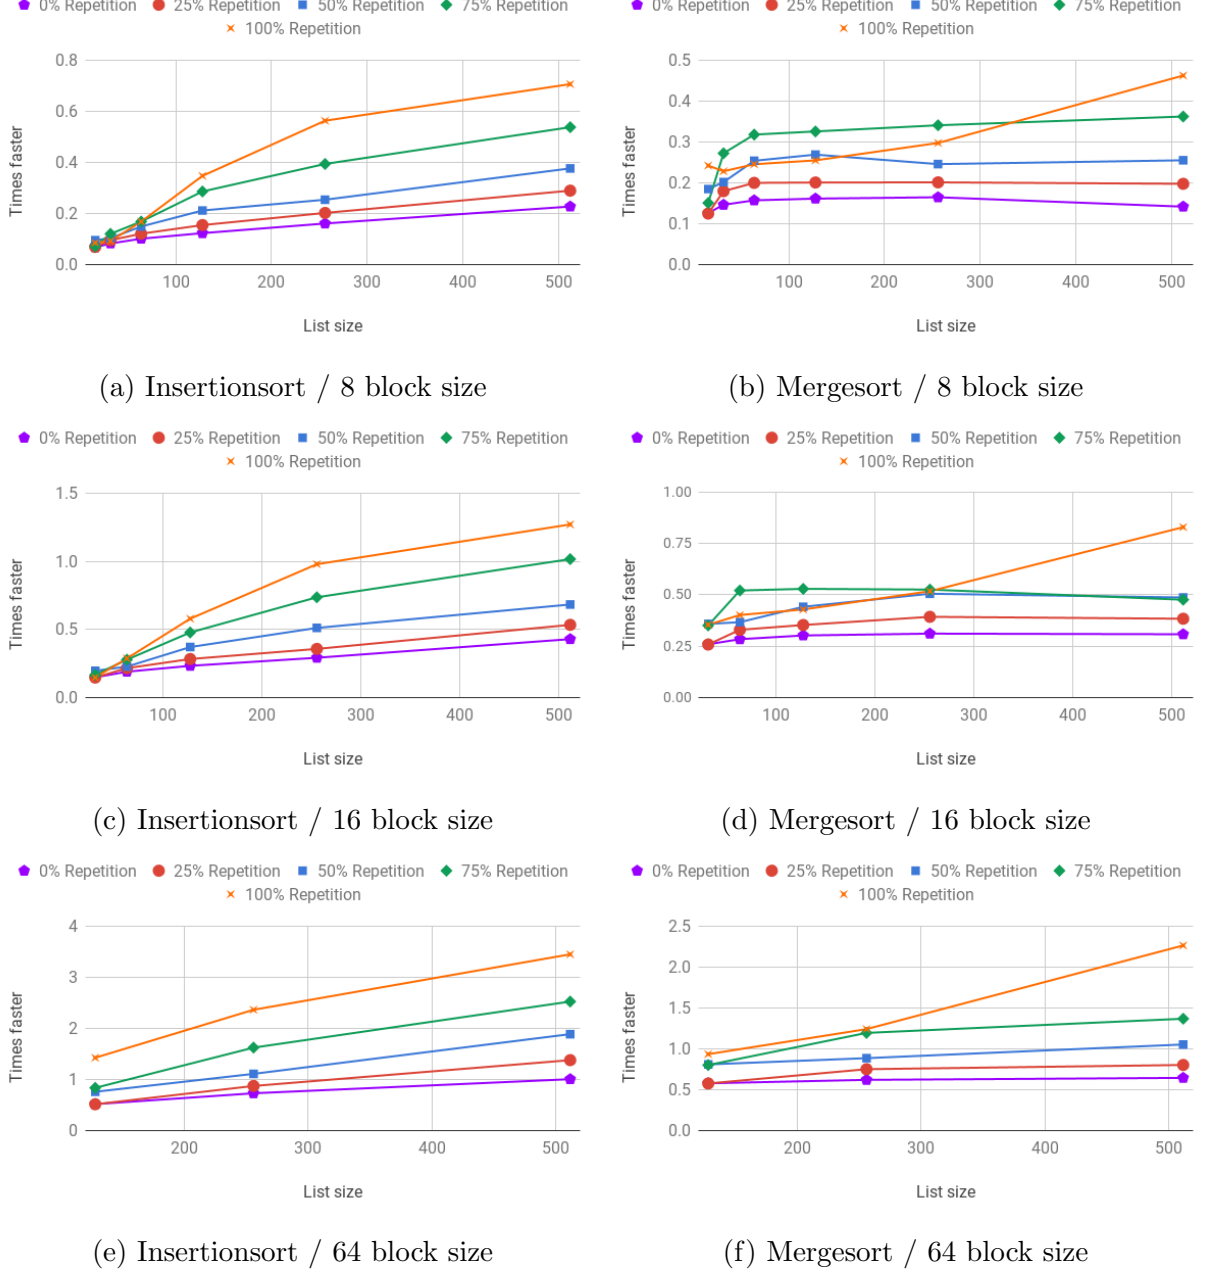 0% Repetition 25% Repetition 50% Repetition 75% Repetition
100% Repetition
Times faster
0.8
0.6
0.4
0.2
0.0
100 200 300 400 500
List size
(a) Insertionsort / 8 block size
0% Repetition 25% Repetition 50% Repetition 75% Repetition
100% Repetition
Times faster
0.5
0.4
0.3
0.2
0.1
0.0
100 200 300 400 500
List size
(b) Mergesort / 8 block size
0% Repetition 25% Repetition 50% Repetition 75% Repetition
100% Repetition
Times faster
1.5
1.0
0.5
0.0
100 200 300 400 500
List size
(c) Insertionsort / 16 block size
0% Repetition 25% Repetition 50% Repetition 75% Repetition
100% Repetition
Times faster
1.00
0.75
0.50
0.25
0.00
100 200 300 400 500
List size
(d) Mergesort / 16 block size
0% Repetition 25% Repetition 50% Repetition 75% Repetition
100% Repetition
Times faster
4
3
2
1
0
200 300 400 500
List size
(e) Insertionsort / 64 block size
0% Repetition 25% Repetition 50% Repetition 75% Repetition
100% Repetition
Times faster
2.5
2.0
1.5
1.0
0.5
0.0
200 300 400 500
List size
(f) Mergesort / 64 block size